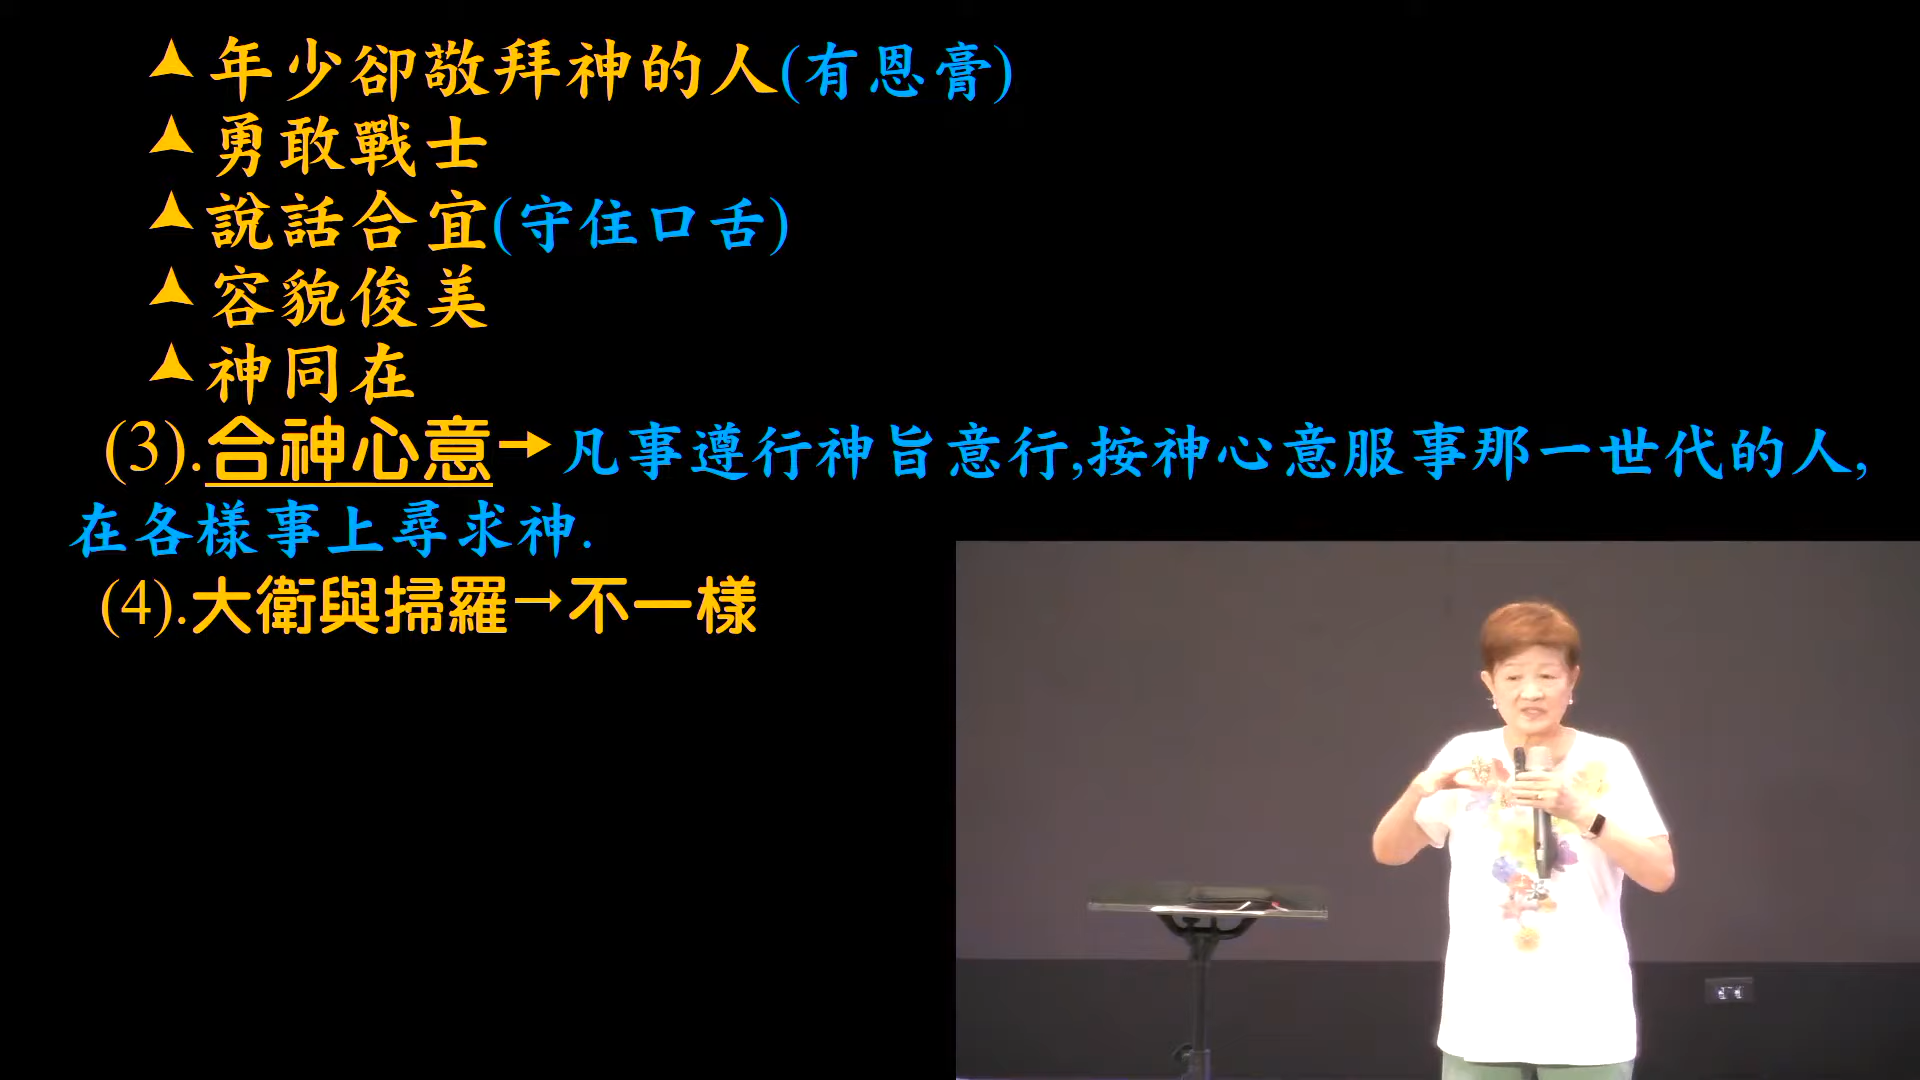 年少卻敬拜神的人(有恩膏)
勇敢戰士
說話合宜(守住口舌)
容貌俊美
神同在
(3).合神心意→凡事遵行神旨意行,按神心意服事那一世代的人,
在各樣事上尋求神.
(4).大衛與掃羅→不一樣